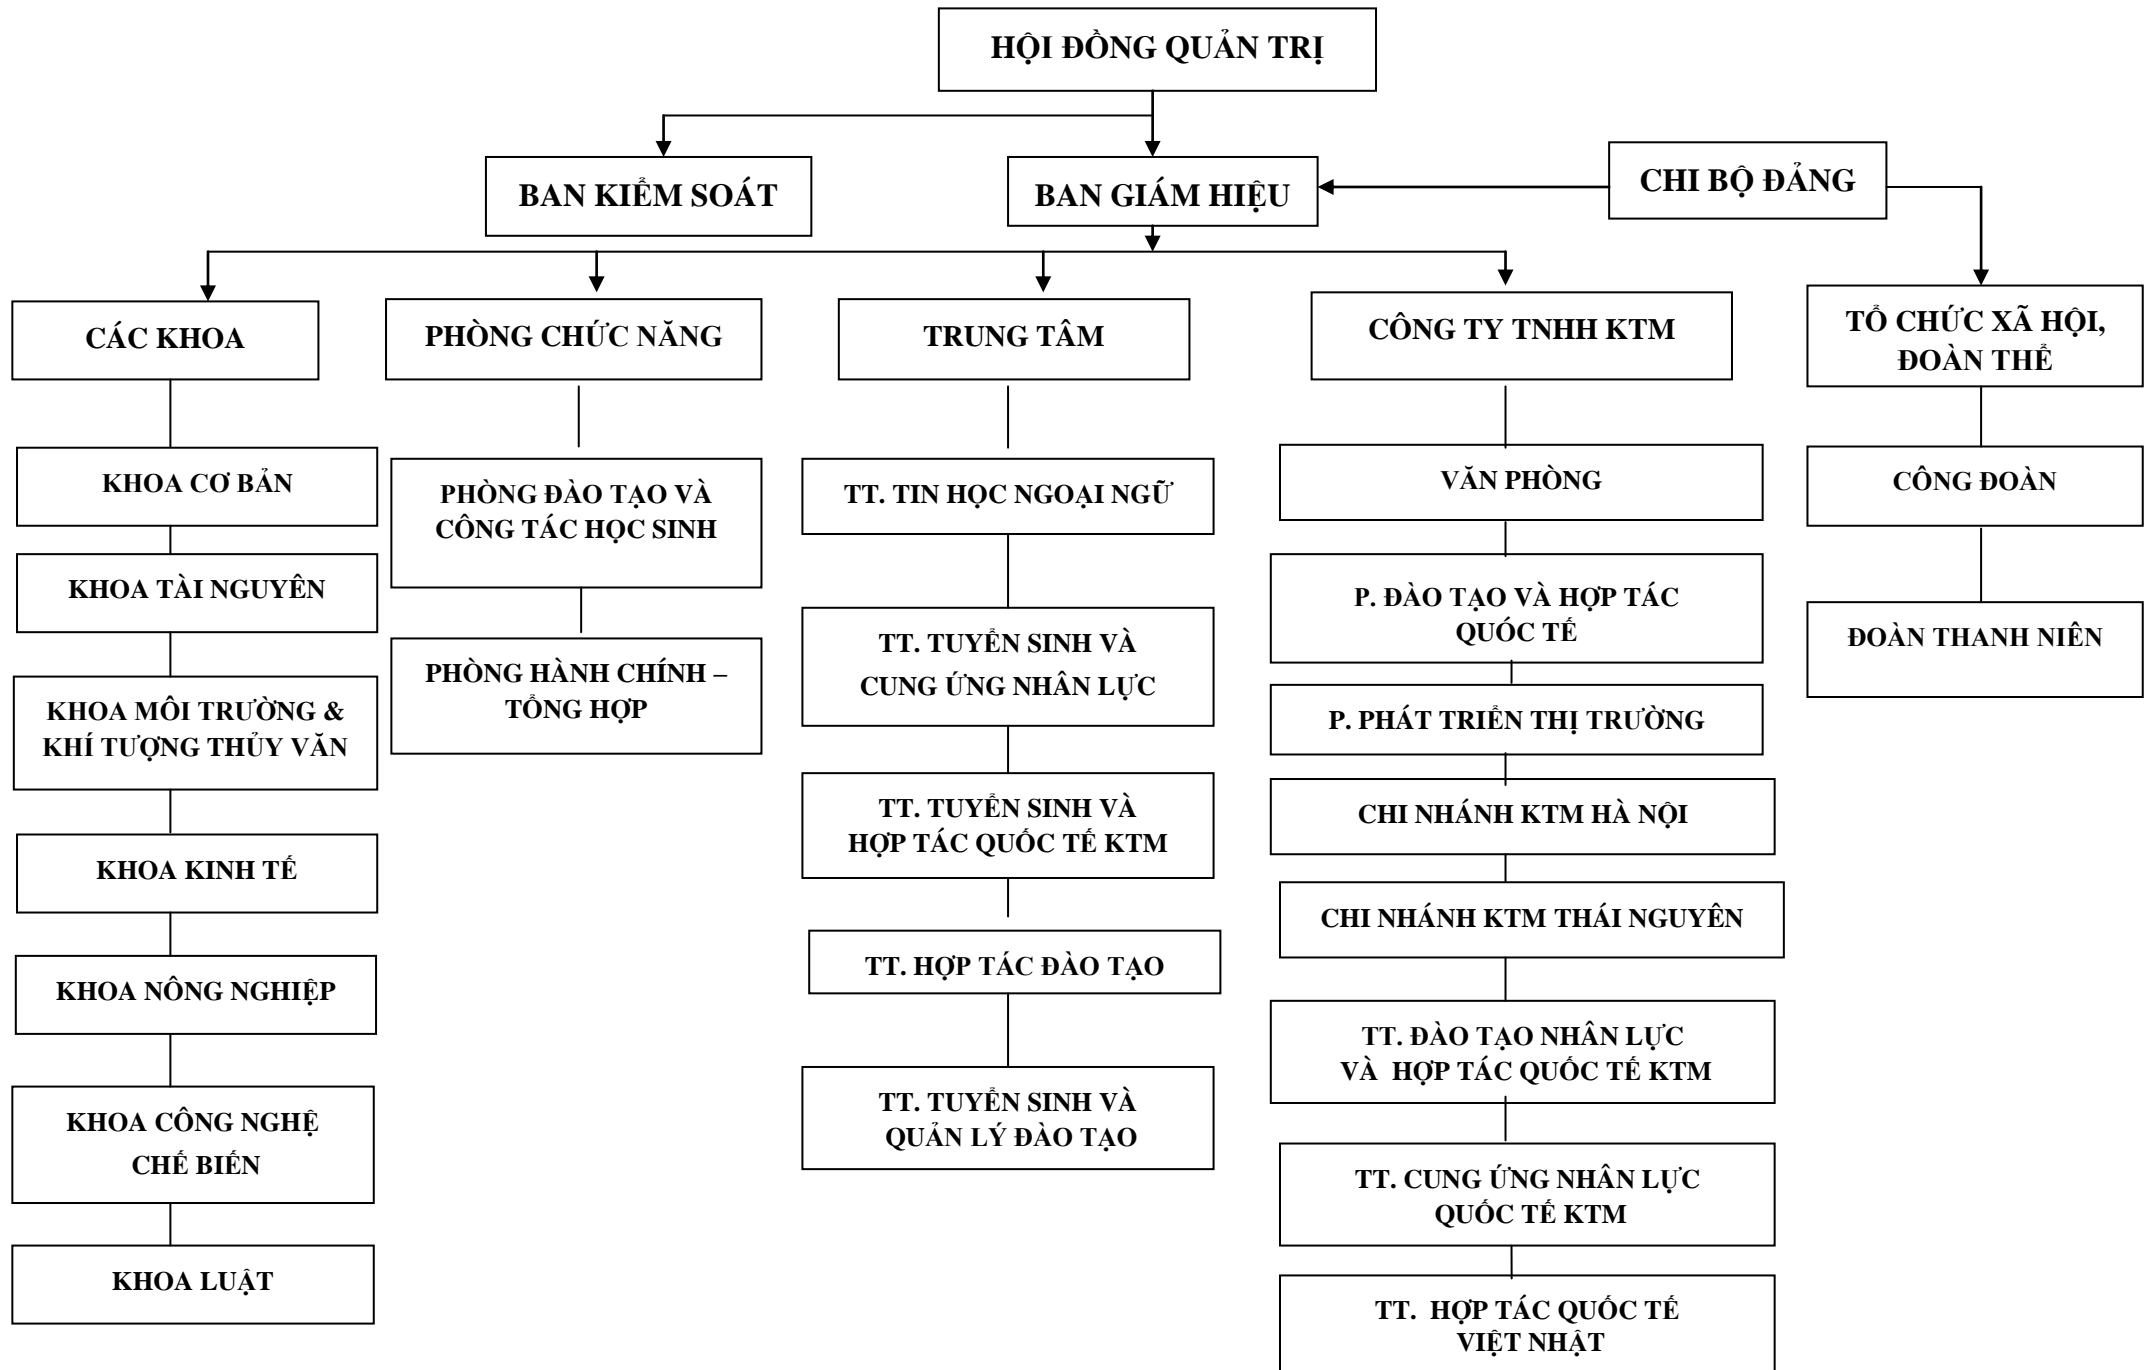 HỘI ĐỒNG QUẢN TRỊ
BAN KIỂM SOÁT
BAN GIÁM HIỆU
CHI BỘ ĐẢNG
CÁC KHOA
PHÒNG CHỨC NĂNG
TRUNG TÂM
CÔNG TY TNHH KTM
TỔ CHỨC XÃ HỘI,
ĐOÀN THỂ
KHOA CƠ BẢN
KHOA TÀI NGUYÊN
KHOA MÔI TRƯỜNG &
KHÍ TƯỢNG THỦY VĂN
KHOA KINH TẾ
KHOA NÔNG NGHIỆP
KHOA CÔNG NGHỆ
CHẾ BIẾN
KHOA LUẬT
PHÒNG ĐÀO TẠO VÀ
CÔNG TÁC HỌC SINH
PHÒNG HÀNH CHÍNH –
TỔNG HỢP
TT. TIN HỌC NGOẠI NGỮ
TT. TUYỂN SINH VÀ
CUNG ỨNG NHÂN LỰC
TT. TUYỂN SINH VÀ
HỢP TÁC QUỐC TẾ KTM
TT. HỢP TÁC ĐÀO TẠO
TT. TUYỂN SINH VÀ
QUẢN LÝ ĐÀO TẠO
VĂN PHÒNG
P. ĐÀO TẠO VÀ HỢP TÁC
QUÓC TẾ
P. PHÁT TRIỂN THỊ TRƯỜNG
CHI NHÁNH KTM HÀ NỘI
CHI NHÁNH KTM THÁI NGUYÊN
TT. ĐÀO TẠO NHÂN LỰC
VÀ HỢP TÁC QUỐC TẾ KTM
TT. CUNG ỨNG NHÂN LỰC
QUỐC TẾ KTM
TT. HỢP TÁC QUỐC TẾ
VIỆT NHẬT
CÔNG ĐOÀN
ĐOÀN THANH NIÊN